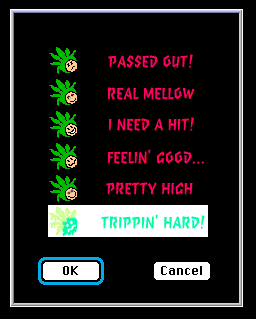 PASSED OUT!
REAL MELLOW
I NEED A HIT!
FEELIN' GOOD...
PRETTY HIGH
TRIPPIN' HARD!
OK
Cancel